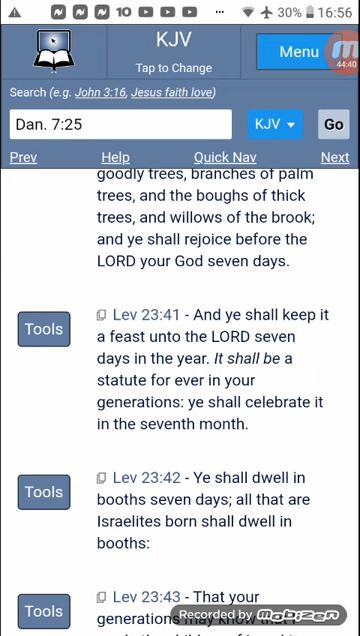 10 ... 30% 16:56
KJV
Tap to Change
Menu
44:40
Search (e.g. John 3:16, Jesus faith love)
Dan. 7:25
KJV
Go
Prev Help Quick Nav Next
goodly trees, branches of palm
trees, and the boughs of thick
trees, and willows of the brook;
and ye shall rejoice before the
LORD your God seven days.
Tools
Lev 23:41 - And ye shall keep it
a feast unto the LORD seven
days in the year. It shall be a
statute for ever in your
generations: ye shall celebrate it
in the seventh month.
Tools
Lev 23:42 - Ye shall dwell in
booths seven days; all that are
Israelites born shall dwell in
booths:
Tools
Lev 23:43 - That your
generations may know that I
Recorded by mobizen